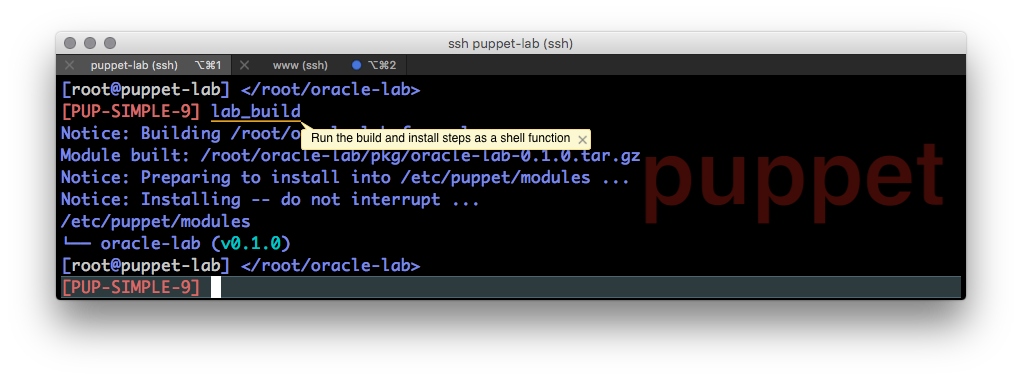 ssh puppet-lab (ssh)
puppet-lab (ssh) ⌥⌘1 www (ssh) ⌥⌘2
[root@puppet-lab] </root/oracle-lab>
[PUP-SIMPLE-9] lab_build
Run the build and install steps as a shell function
Notice: Building /root/o
Module built: /root/oracle-lab/pkg/oracle-lab-0.1.0.tar.gz
Notice: Preparing to install into /etc/puppet/modules ...
Notice: Installing -- do not interrupt ...
/etc/puppet/modules
└── oracle-lab (v0.1.0)
[root@puppet-lab] </root/oracle-lab>
[PUP-SIMPLE-9]
puppet